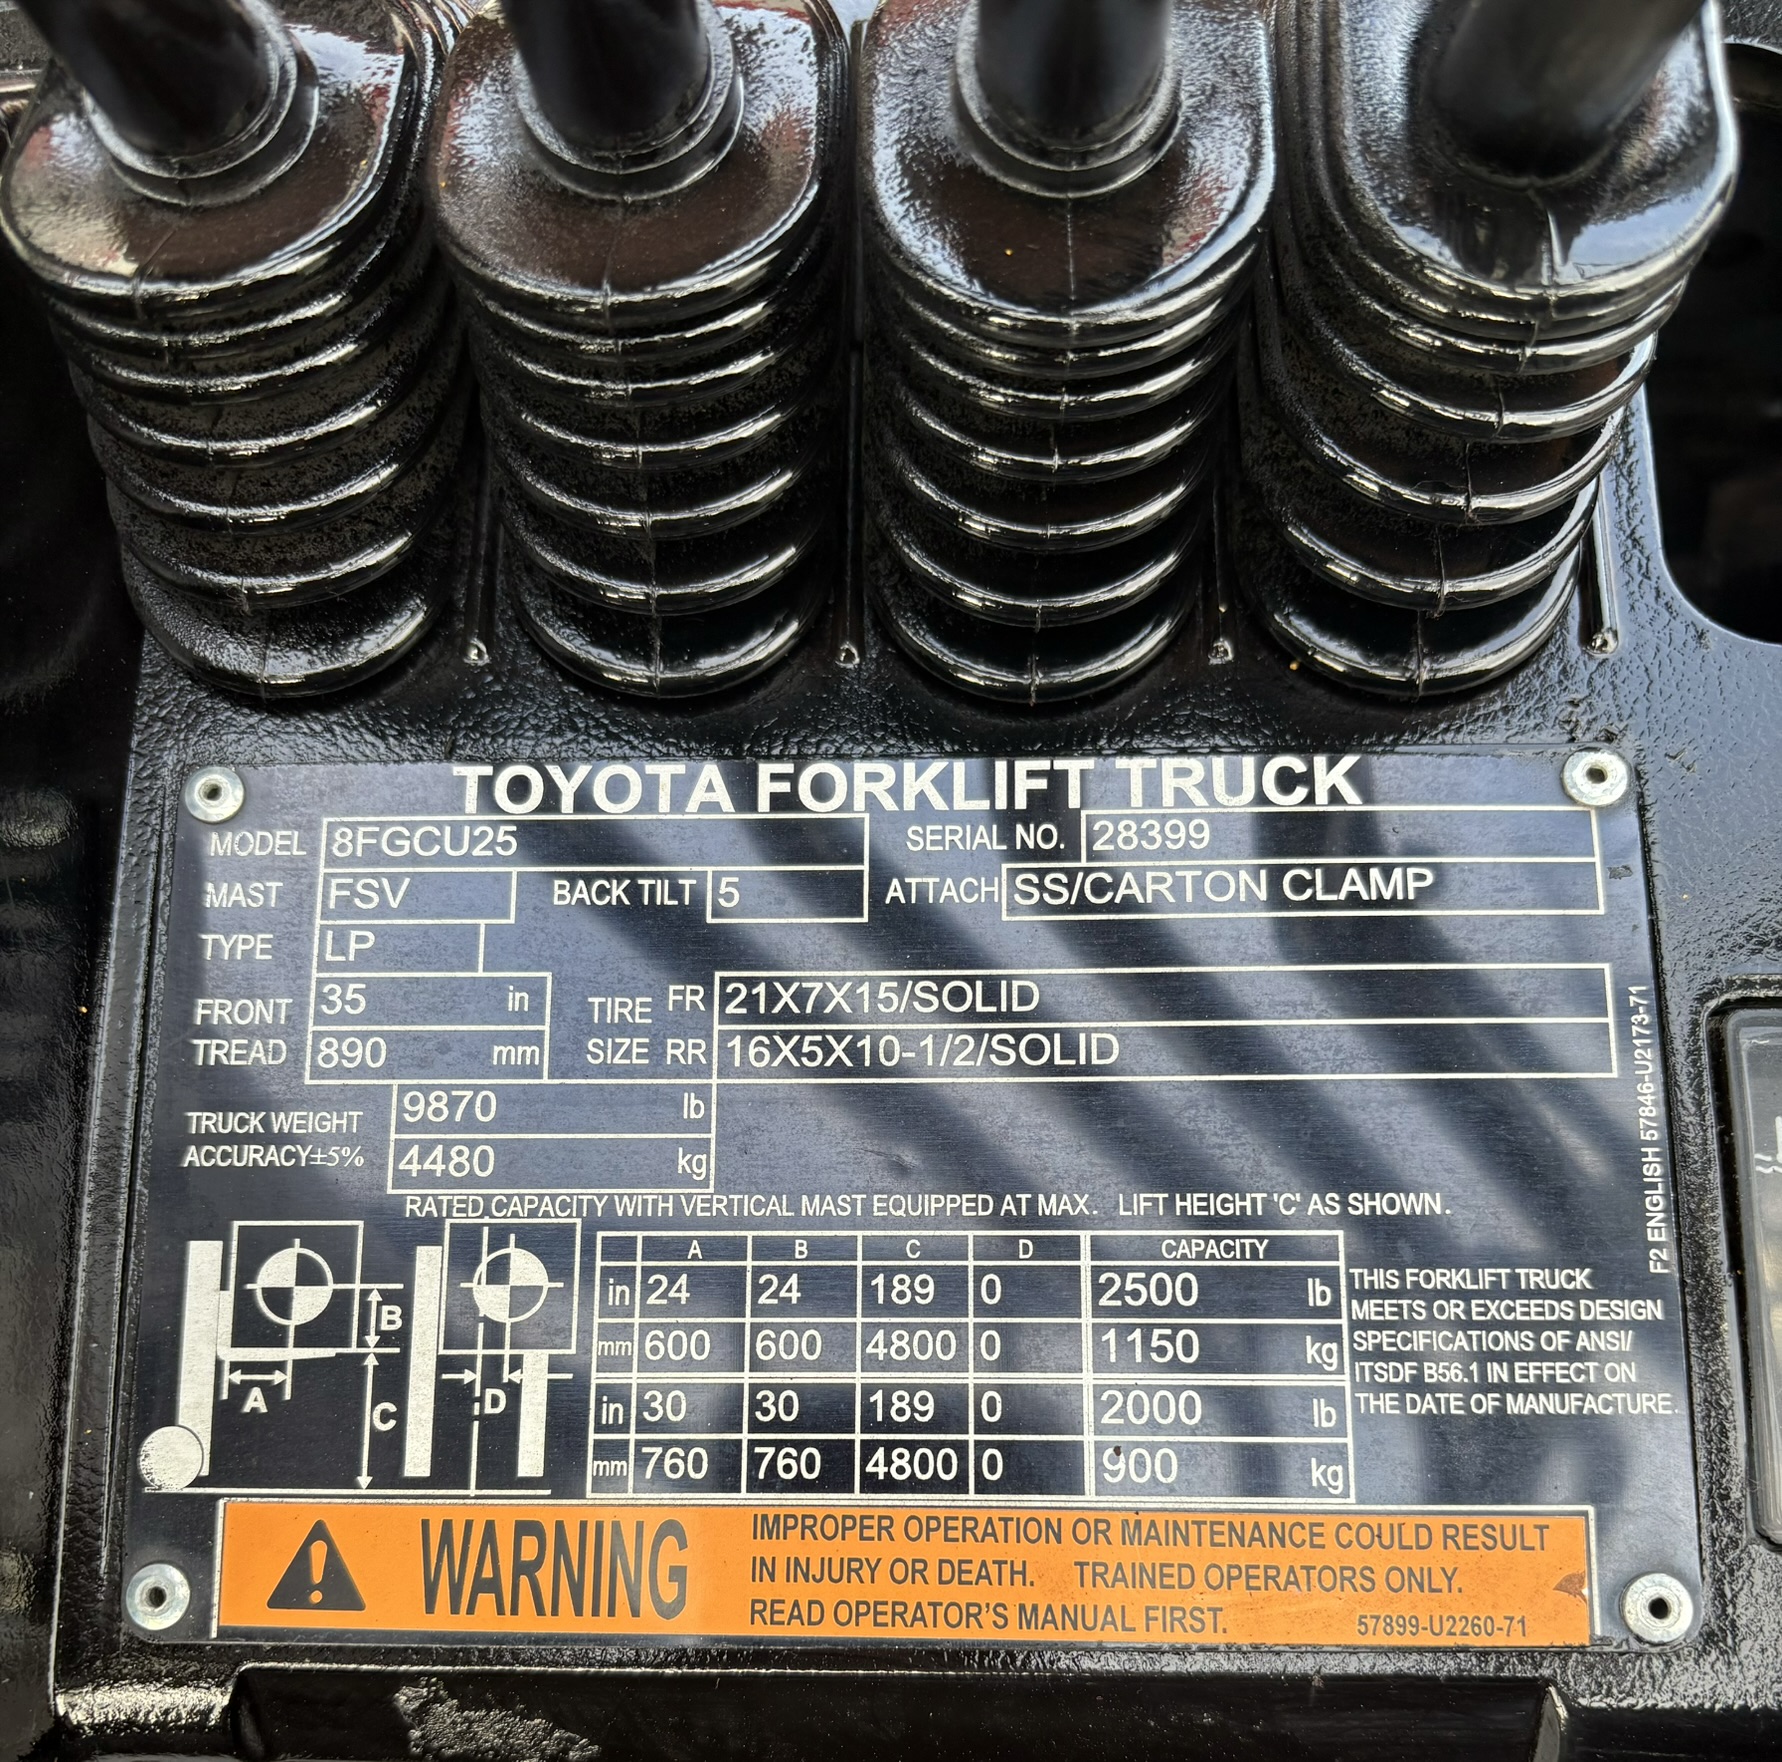 TOYOTA FORKLIFT TRUCK
MODEL 8FGCU25 SERIAL NO. 28399
MAST FSV BACK TILT 5 ATTACH SS/CARTON CLAMP
TYPE LP
FRONT 35 in TIRE FR 21X7X15/SOLID
TREAD 890 mm SIZE RR 16X5X10-1/2/SOLID
TRUCK WEIGHT 9870 lb
ACCURACY±5% 4480 kg
RATED CAPACITY WITH VERTICAL MAST EQUIPPED AT MAX. LIFT HEIGHT 'C' AS SHOWN.
A B C D
A B C D CAPACITY
in 24 24 189 0 2500 lb
mm 600 600 4800 0 1150 kg
in 30 30 189 0 2000 lb
mm 760 760 4800 0 900 kg
THIS FORKLIFT TRUCK
MEETS OR EXCEEDS DESIGN
SPECIFICATIONS OF ANSI/
ITSDF B56.1 IN EFFECT ON
THE DATE OF MANUFACTURE.
F2 ENGLISH 57846-U2173-71
WARNING
IMPROPER OPERATION OR MAINTENANCE COULD RESULT
IN INJURY OR DEATH. TRAINED OPERATORS ONLY.
READ OPERATOR'S MANUAL FIRST. 57899-U2260-71